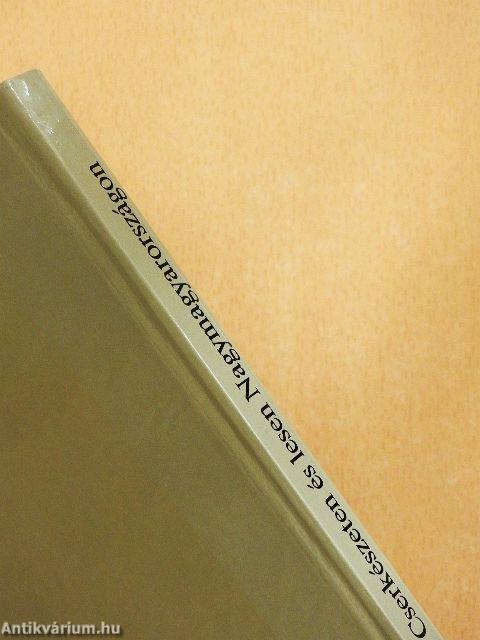 Cserkészeten és lesen Nagymagyarországon
Antikvárium.hu